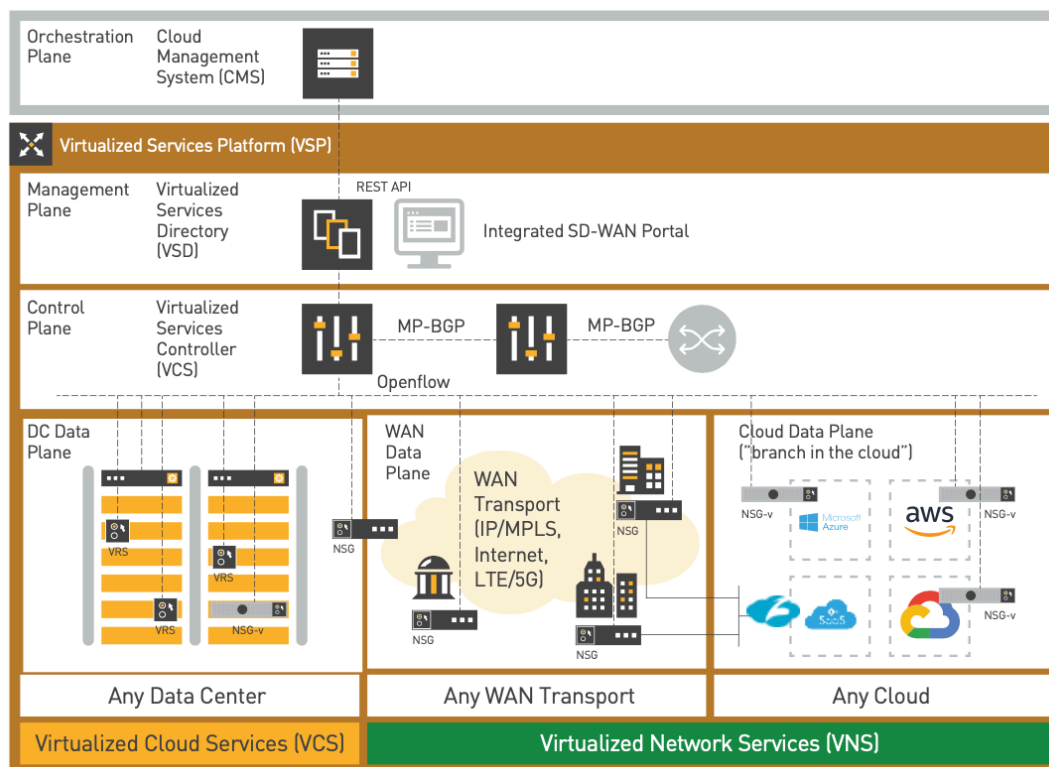 Orchestration
Plane
Cloud
Management
System (CMS)
Virtualized Services Platform (VSP)
Management
Plane
Virtualized
Services
Directory
(VSD)
REST API
Integrated SD-WAN Portal
Control
Plane
Virtualized
Services
Controller
(VCS)
MP-BGP
MP-BGP
Openflow
DC Data
Plane
VRS
VRS
VRS
NSG-v
NSG
WAN
Data
Plane
WAN
Transport
(IP/MPLS,
Internet,
LTE/5G)
NSG
NSG
NSG
Cloud Data Plane
("branch in the cloud")
NSG-v
Microsoft
Azure
aws
NSG-v
SaaS
NSG-v
Any Data Center
Any WAN Transport
Any Cloud
Virtualized Cloud Services (VCS)
Virtualized Network Services (VNS)